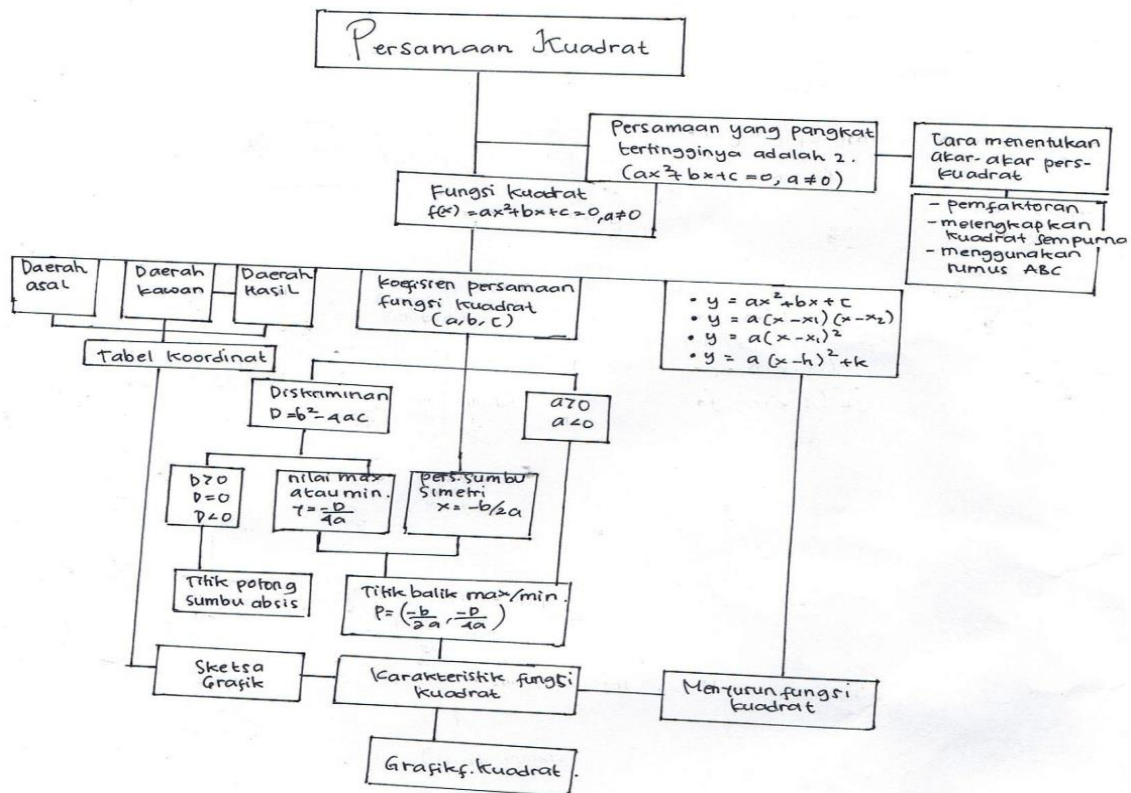 Persamaan Kuadrat
Persamaan yang pangkat
tertingginya adalah 2.
(ax²+bx+c=0, a≠0)
Cara menentukan
akar-akar pers-
kuadrat
- pemfaktoran
- melengkapkan
kuadrat sempurna
- menggunakan
rumus ABC
Fungsi kuadrat
f(x) = ax²+bx+c=0, a≠0
Daerah
asal
Daerah
kawan
Daerah
Hasil
Koefisien persamaan
fungsi kuadrat
(a,b,c)
• y = ax²+bx+c
• y = a(x-x₁)(x-x₂)
• y = a(x-x₁)²
• y = a(x-h)²+k
Tabel koordinat
Diskriminan
D=b²-4ac
a>0
a<0
D>0
D=0
D<0
nilai max
atau min.
y = -D/4a
pers.sumbu
simetri
x = -b/2a
Titik potong
sumbu absis
Titik balik max/min.
P = (-b/2a, -D/4a)
Sketsa
Grafik
Karakteristik fungsi
kuadrat
Menyusun fungsi
kuadrat
Grafik f. kuadrat.